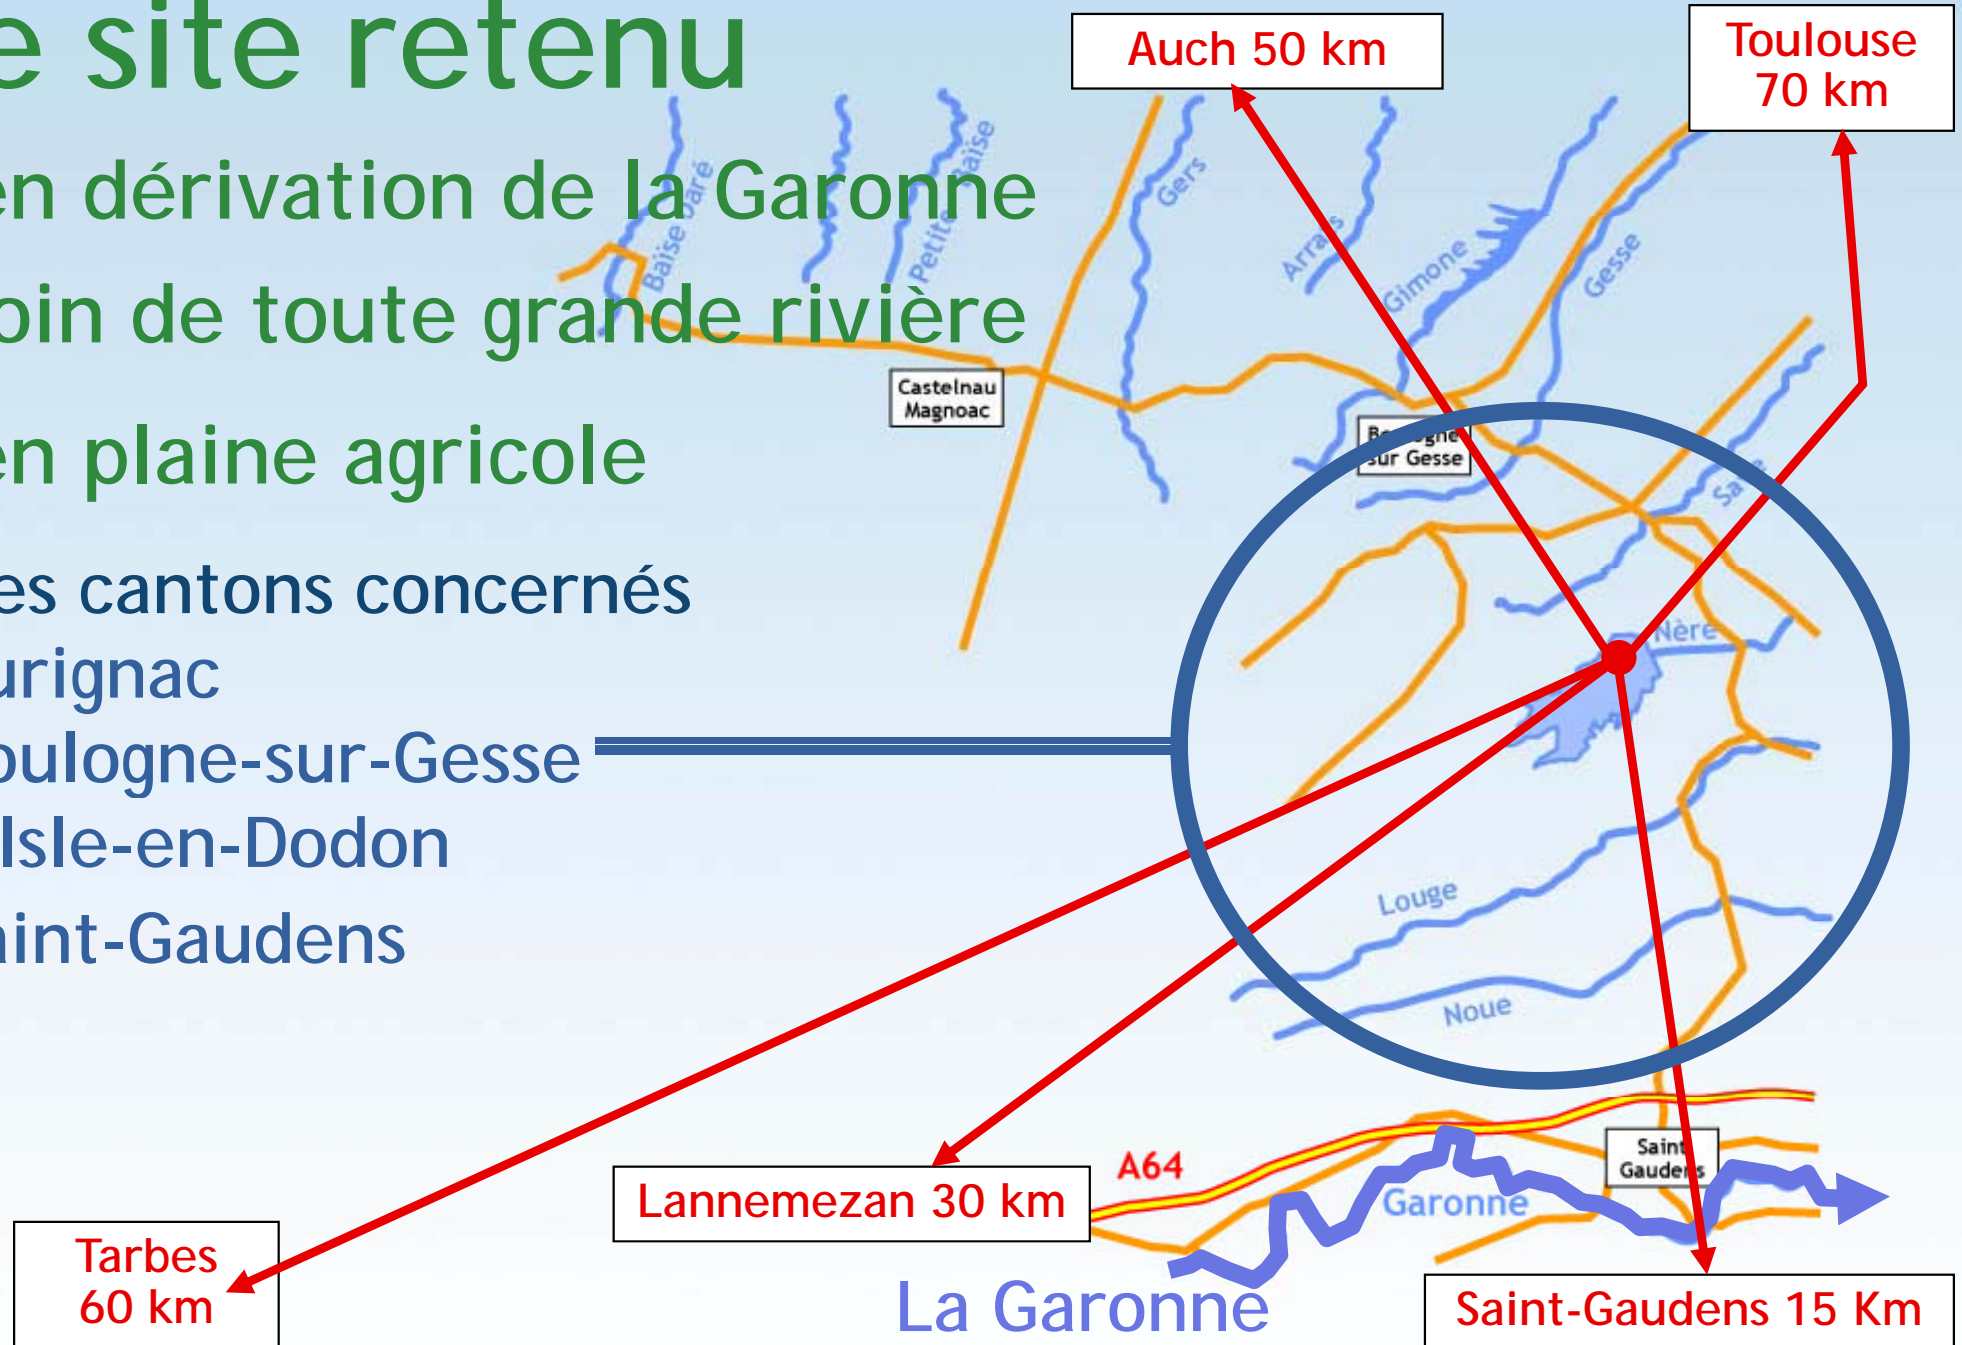 e site retenu
en dérivation de la Garonne
oin de toute grande rivière
en plaine agricole
es cantons concernés
urignac
oulogne-sur-Gesse
Isle-en-Dodon
aint-Gaudens
Auch 50 km
Toulouse
70 km
Baïse Daré
Petite Baïse
Gers
Arrats
Gimone
Gesse
Castelnau
Magnoac
sur Gesse
Nère
Louge
Noue
A64
Saint
Gaudens
Garonne
Lannemezan 30 km
Tarbes
60 km
La Garonne
Saint-Gaudens 15 Km